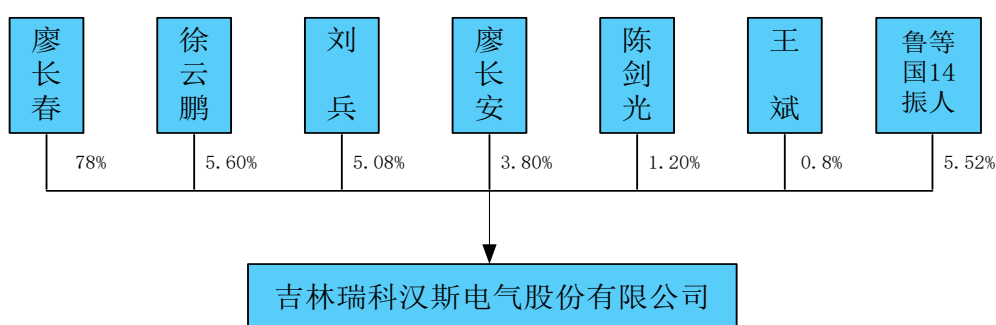 廖长春
徐云鹏
刘兵
廖长安
陈剑光
王斌
鲁国振等14人
78%
5.60%
5.08%
3.80%
1.20%
0.8%
5.52%
吉林瑞科汉斯电气股份有限公司